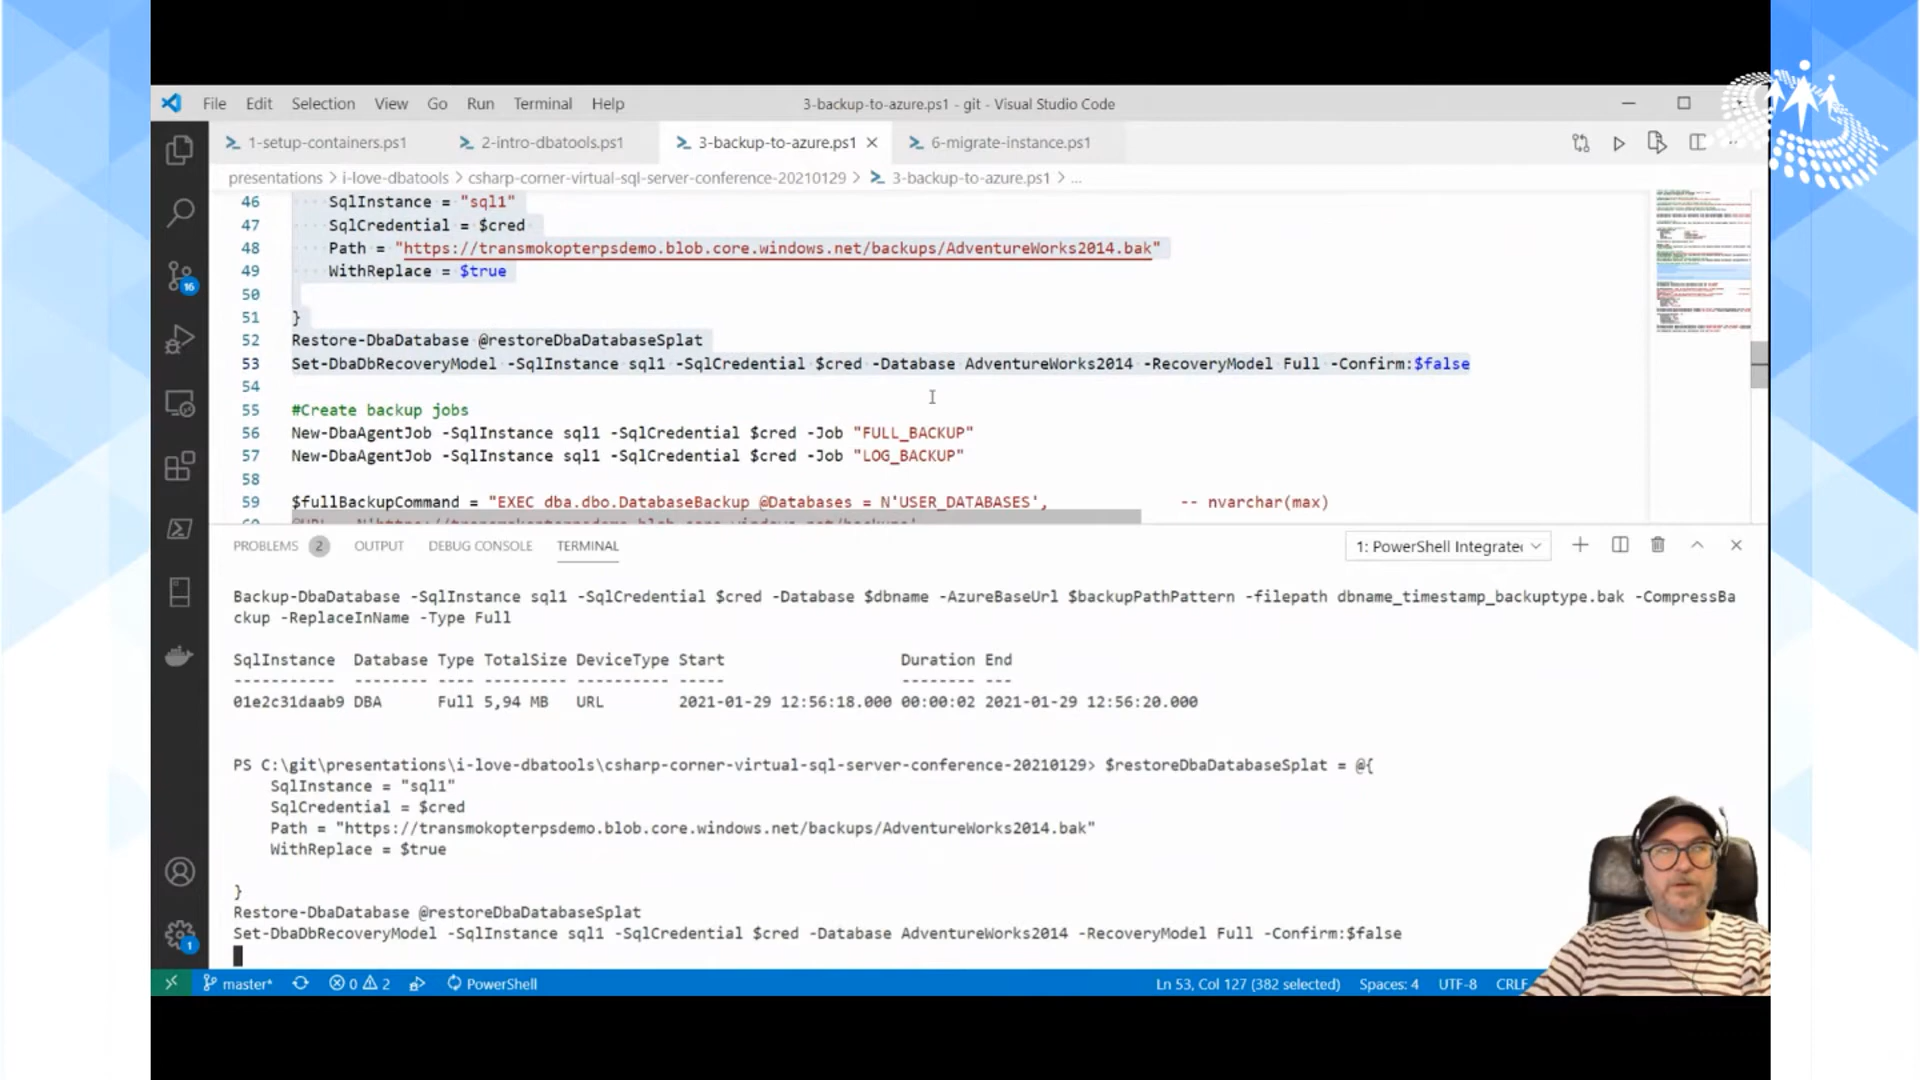 File Edit Selection View Go Run Terminal Help 3-backup-to-azure.ps1 - git - Visual Studio Code
1-setup-containers.ps1 2-intro-dbatools.ps1 3-backup-to-azure.ps1 6-migrate-instance.ps1
presentations > i-love-dbatools > csharp-corner-virtual-sql-server-conference-20210129 > 3-backup-to-azure.ps1 > ...
46 SqlInstance = "sql1"
47 SqlCredential = $cred
48 Path = "https://transmokopterpsdemo.blob.core.windows.net/backups/AdventureWorks2014.bak"
49 WithReplace = $true
50
51 }
52 Restore-DbaDatabase @restoreDbaDatabaseSplat
53 Set-DbaDbRecoveryModel -SqlInstance sql1 -SqlCredential $cred -Database AdventureWorks2014 -RecoveryModel Full -Confirm:$false
54
55 #Create backup jobs
56 New-DbaAgentJob -SqlInstance sql1 -SqlCredential $cred -Job "FULL_BACKUP"
57 New-DbaAgentJob -SqlInstance sql1 -SqlCredential $cred -Job "LOG_BACKUP"
58
59 $fullBackupCommand = "EXEC dba.dbo.DatabaseBackup @Databases = N'USER_DATABASES', -- nvarchar(max)
PROBLEMS 2 OUTPUT DEBUG CONSOLE TERMINAL 1: PowerShell Integrate
Backup-DbaDatabase -SqlInstance sql1 -SqlCredential $cred -Database $dbname -AzureBaseUrl $backupPathPattern -filepath dbname_timestamp_backuptype.bak -CompressBa
ckup -ReplaceInName -Type Full
SqlInstance Database Type TotalSize DeviceType Start Duration End
----------- -------- ---- --------- ---------- ----- -------- ---
01e2c31daab9 DBA Full 5,94 MB URL 2021-01-29 12:56:18.000 00:00:02 2021-01-29 12:56:20.000
PS C:\git\presentations\i-love-dbatools\csharp-corner-virtual-sql-server-conference-20210129> $restoreDbaDatabaseSplat = @{
SqlInstance = "sql1"
SqlCredential = $cred
Path = "https://transmokopterpsdemo.blob.core.windows.net/backups/AdventureWorks2014.bak"
WithReplace = $true
}
Restore-DbaDatabase @restoreDbaDatabaseSplat
Set-DbaDbRecoveryModel -SqlInstance sql1 -SqlCredential $cred -Database AdventureWorks2014 -RecoveryModel Full -Confirm:$false
16
1
master* 0 2 PowerShell Ln 53, Col 127 (382 selected) Spaces: 4 UTF-8 CRLF